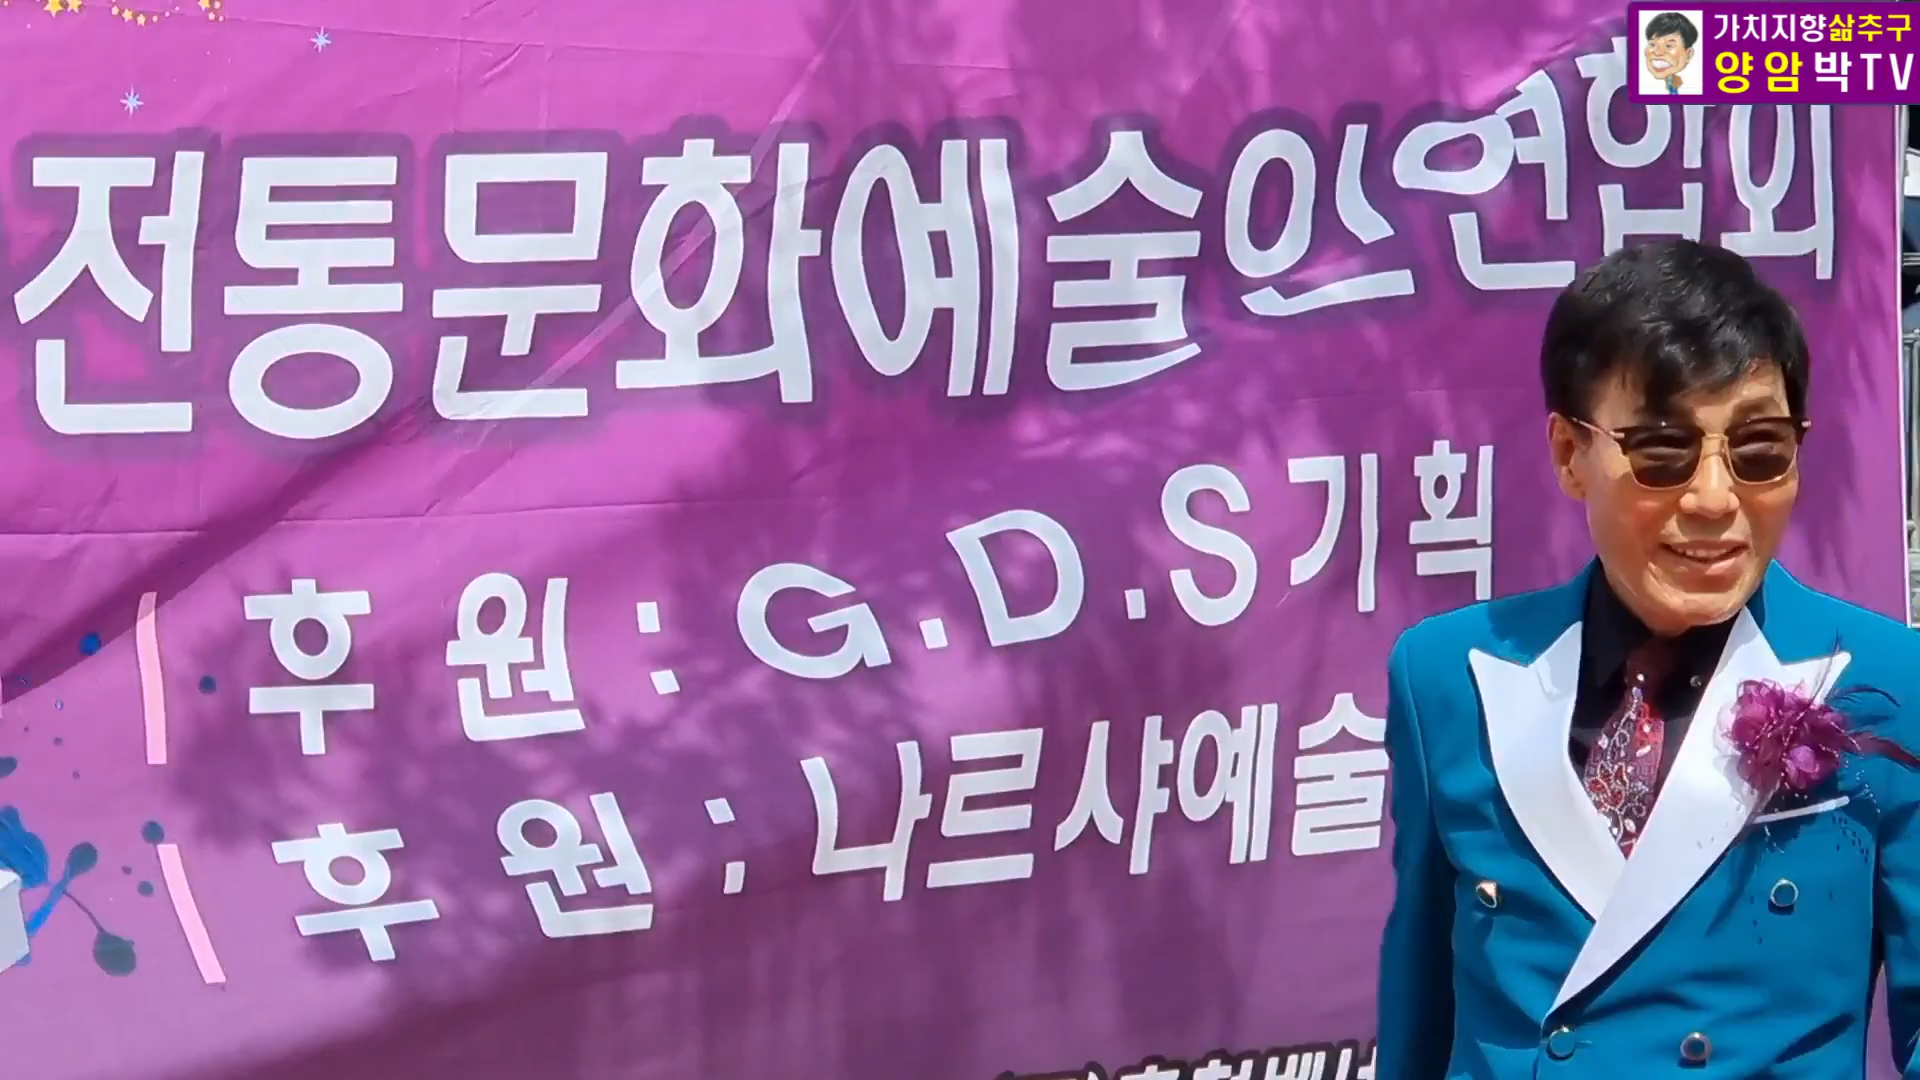 가치지향삶추구
양암박TV
전통문화예술인연합회
후원 : G.D.S기획
후원 : 나르샤예술